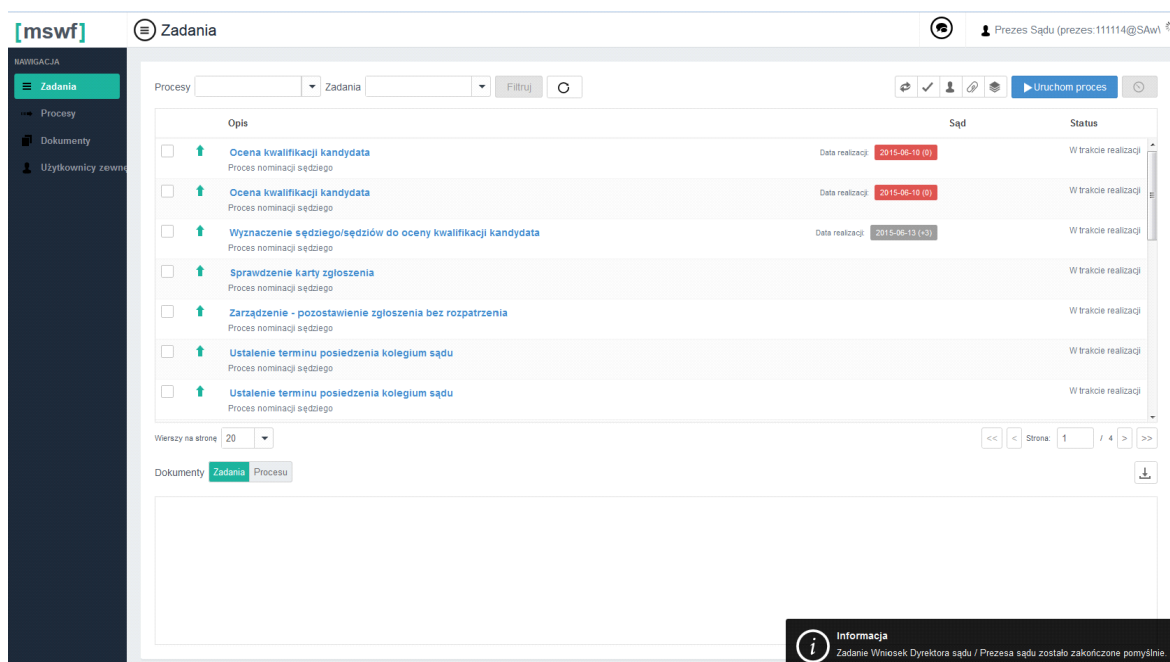 [mswf]
Zadania
Prezes Sądu (prezes:111114@SAw\
NAWIGACJA
Zadania
Procesy
Dokumenty
Użytkownicy zewnę
Procesy
Zadania
Filtruj
Uruchom proces
Opis Sąd Status
Ocena kwalifikacji kandydata
Proces nominacji sędziego
Data realizacji: 2015-06-10 (0)
W trakcie realizacji
Ocena kwalifikacji kandydata
Proces nominacji sędziego
Data realizacji: 2015-06-10 (0)
W trakcie realizacji
Wyznaczenie sędziego/sędziów do oceny kwalifikacji kandydata
Proces nominacji sędziego
Data realizacji: 2015-06-13 (+3)
W trakcie realizacji
Sprawdzenie karty zgłoszenia
Proces nominacji sędziego
W trakcie realizacji
Zarządzenie - pozostawienie zgłoszenia bez rozpatrzenia
Proces nominacji sędziego
W trakcie realizacji
Ustalenie terminu posiedzenia kolegium sądu
Proces nominacji sędziego
W trakcie realizacji
Ustalenie terminu posiedzenia kolegium sądu
Proces nominacji sędziego
W trakcie realizacji
Wierszy na stronę 20
<< < Strona: 1 / 4 > >>
Dokumenty Zadania Procesu
Informacja
Zadanie Wniosek Dyrektora sądu / Prezesa sądu zostało zakończone pomyślnie.